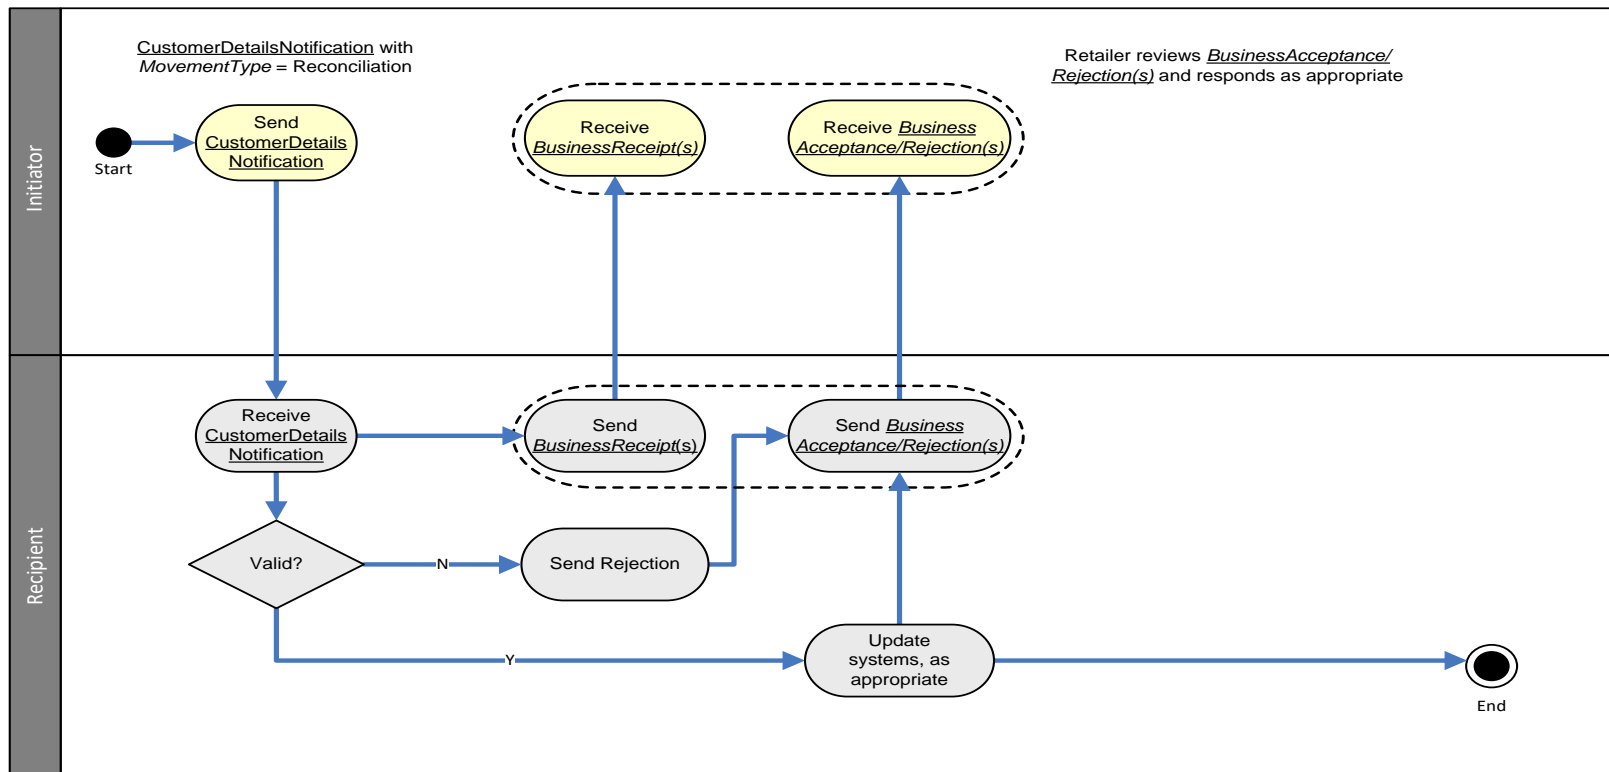 Initiator
CustomerDetailsNotification with
MovementType = Reconciliation
Retailer reviews BusinessAcceptance/
Rejection(s) and responds as appropriate
Start
Send
CustomerDetails
Notification
Receive
BusinessReceipt(s)
Receive Business
Acceptance/Rejection(s)
Recipient
Receive
CustomerDetails
Notification
Send
BusinessReceipt(s)
Send Business
Acceptance/Rejection(s)
Valid?
N
Send Rejection
Y
Update
systems, as
appropriate
End